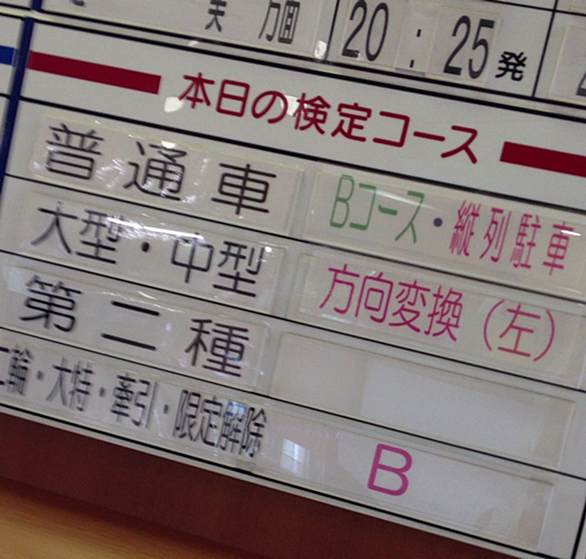 方面
20:25発
本日の検定コース
普通車 Bコース・縦列駐車
大型・中型 方向変換(左)
第二種
二輪・大特・牽引・限定解除 B